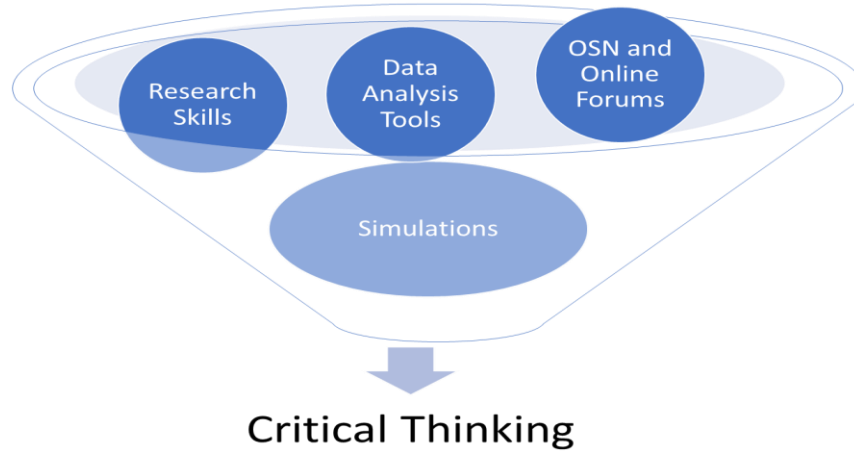 Research
Skills
Data
Analysis
Tools
OSN and
Online
Forums
Simulations
Critical Thinking